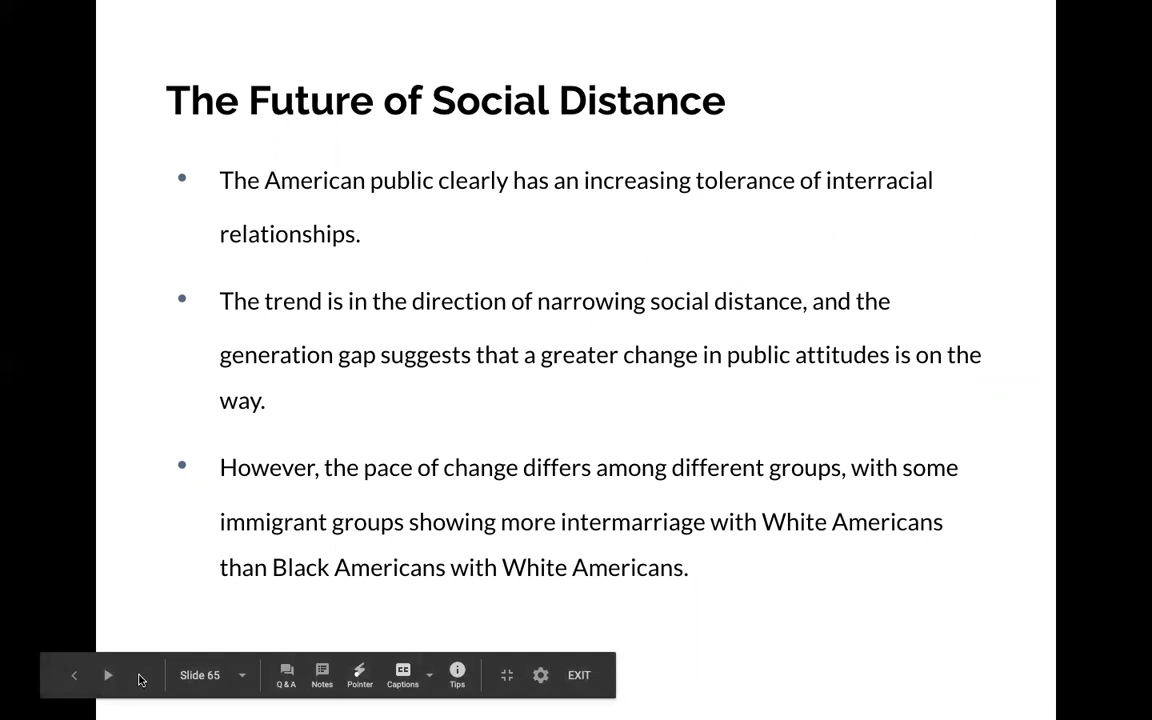 The Future of Social Distance
• The American public clearly has an increasing tolerance of interracial
relationships.
• The trend is in the direction of narrowing social distance, and the
generation gap suggests that a greater change in public attitudes is on the
way.
• However, the pace of change differs among different groups, with some
immigrant groups showing more intermarriage with White Americans
than Black Americans with White Americans.
Slide 65 Q & A Notes Pointer CC Captions Tips EXIT